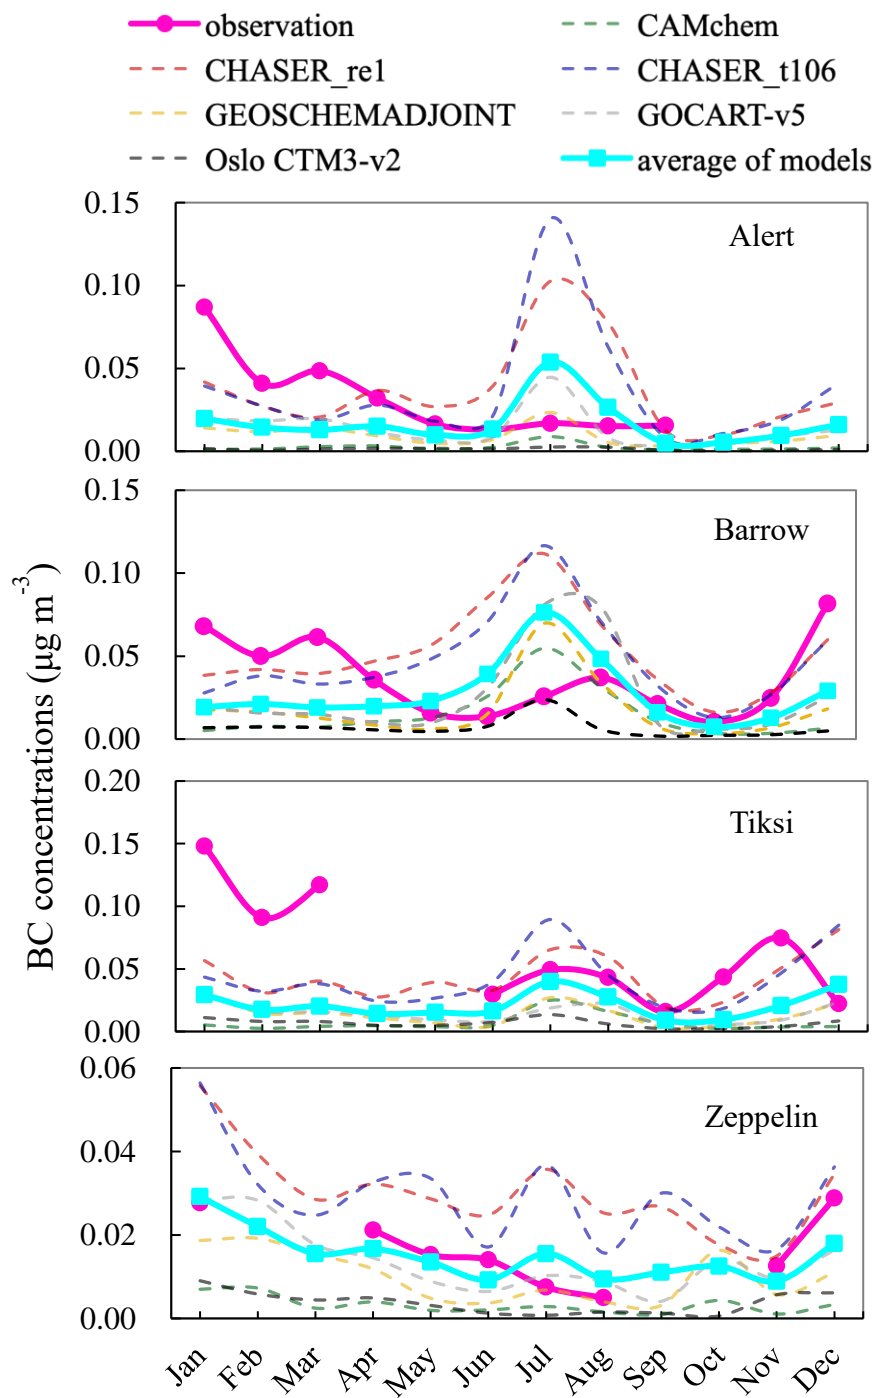 observation CAMchem
CHASER_re1 CHASER_t106
GEOSCHEMADJOINT GOCART-v5
Oslo CTM3-v2 average of models
BC concentrations (μg m-3)
0.15
Alert
0.10
0.05
0.00
0.15
Barrow
0.10
0.05
0.00
0.20
Tiksi
0.15
0.10
0.05
0.00
0.06
Zeppelin
0.04
0.02
0.00
Jan Feb Mar Apr May Jun Jul Aug Sep Oct Nov Dec